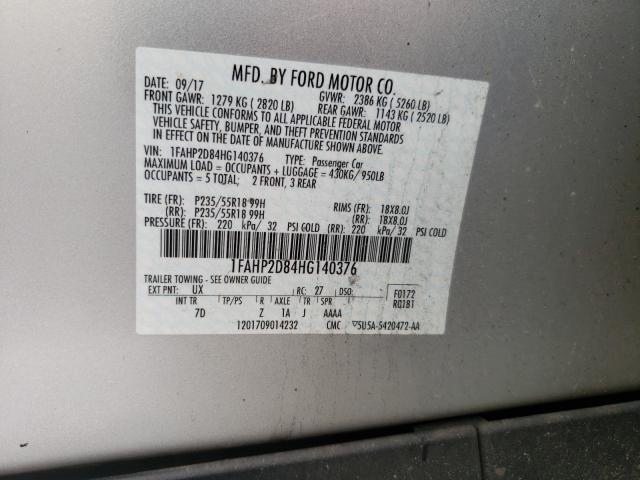 MFD. BY FORD MOTOR CO.
DATE: 09/17 GVWR: 2386 KG ( 5260 LB)
FRONT GAWR: 1279 KG ( 2820 LB) REAR GAWR: 1143 KG ( 2520 LB)
THIS VEHICLE CONFORMS TO ALL APPLICABLE FEDERAL MOTOR
VEHICLE SAFETY, BUMPER, AND THEFT PREVENTION STANDARDS
IN EFFECT ON THE DATE OF MANUFACTURE SHOWN ABOVE.
VIN: 1FAHP2D84HG140376 TYPE: Passenger Car
MAXIMUM LOAD = OCCUPANTS + LUGGAGE = 430KG/950LB
OCCUPANTS = 5 TOTAL; 2 FRONT, 3 REAR
TIRE (FR): P235/55R18 99H RIMS (FR): 18X8.0J
(RR): P235/55R18 99H (RR): 18X8.0J
PRESSURE (FR): 220 kPa/ 32 PSI COLD (RR): 220 kPa/ 32 PSI COLD
1FAHP2D84HG140376
TRAILER TOWING - SEE OWNER GUIDE
EXT PNT: UX RC: 27 DSO: F0172
INT TR TP/PS R AXLE TR SPR R0181
7D Z 1A J AAAA
1201709014232 CMC 5U5A-5420472-AA